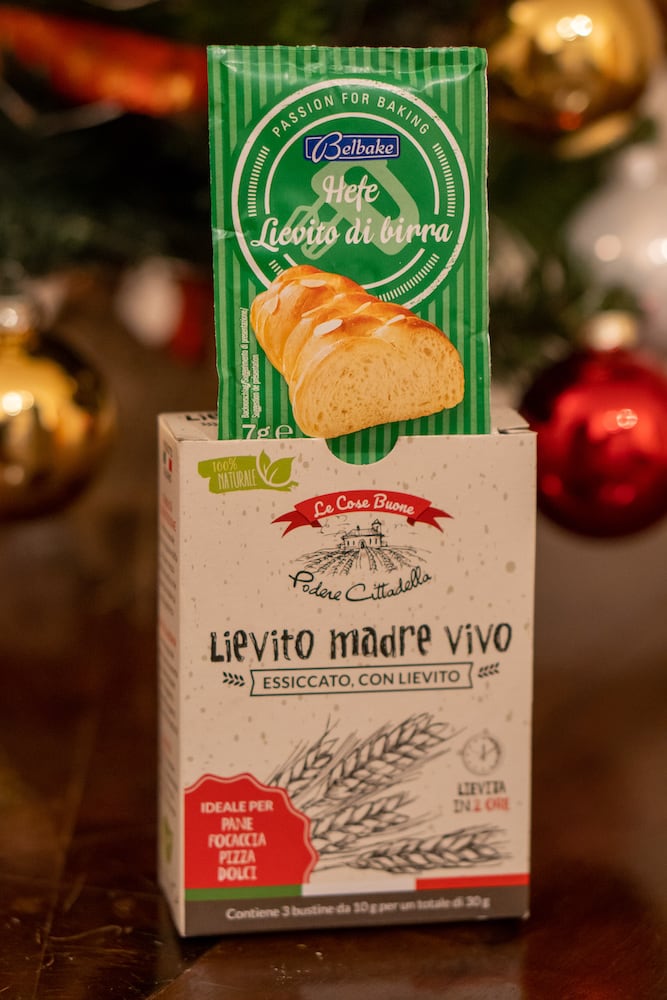 PASSION FOR BAKING
Belbake
Hefe
Lievito di birra
7g e
100%
NATURALE
Le Cose Buone
Podere Cittadella
LIEVITO MADRE VIVO
ESSICCATO, CON LIEVITO
LIEVITA
IN 2 ORE
IDEALE PER
PANE
FOCACCIA
PIZZA
DOLCI
Contiene 3 bustine da 10 g per un totale di 30 g